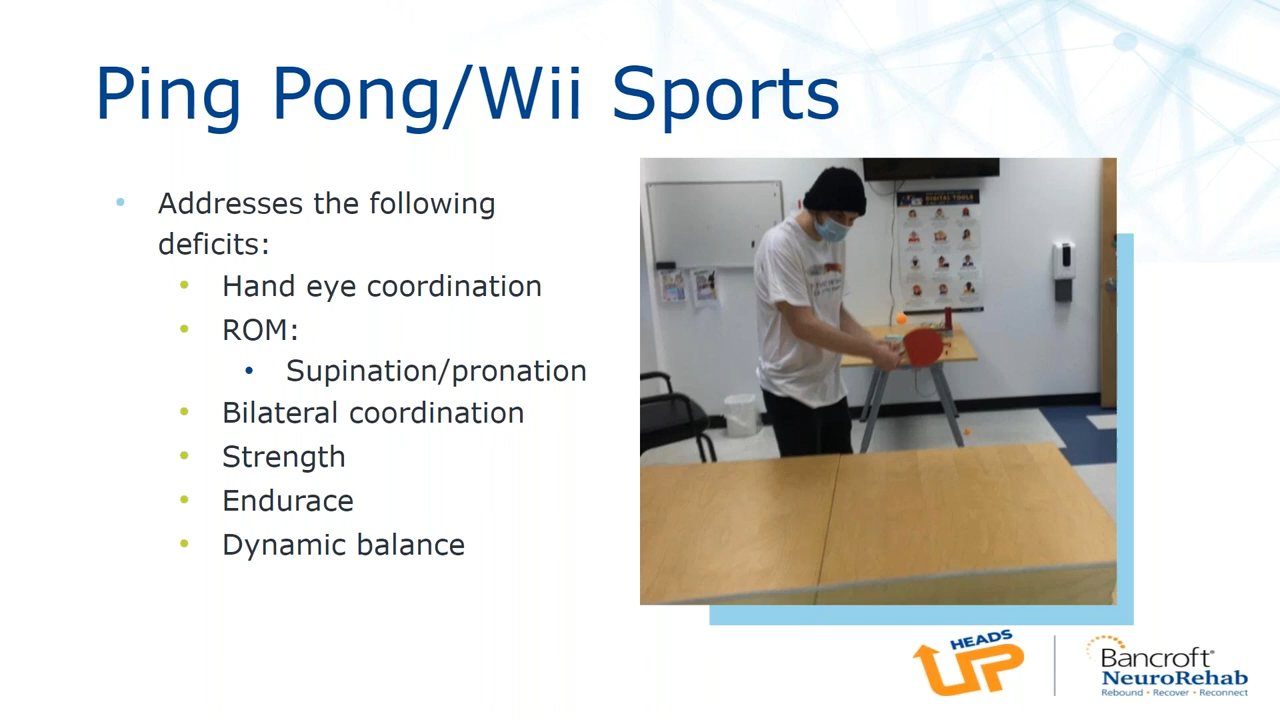 Ping Pong/Wii Sports
Addresses the following
deficits:
Hand eye coordination
ROM:
Supination/pronation
Bilateral coordination
Strength
Endurace
Dynamic balance
DIGITAL TOOLS
HEADS
UP
Bancroft
NeuroRehab
Rebound • Recover • Reconnect